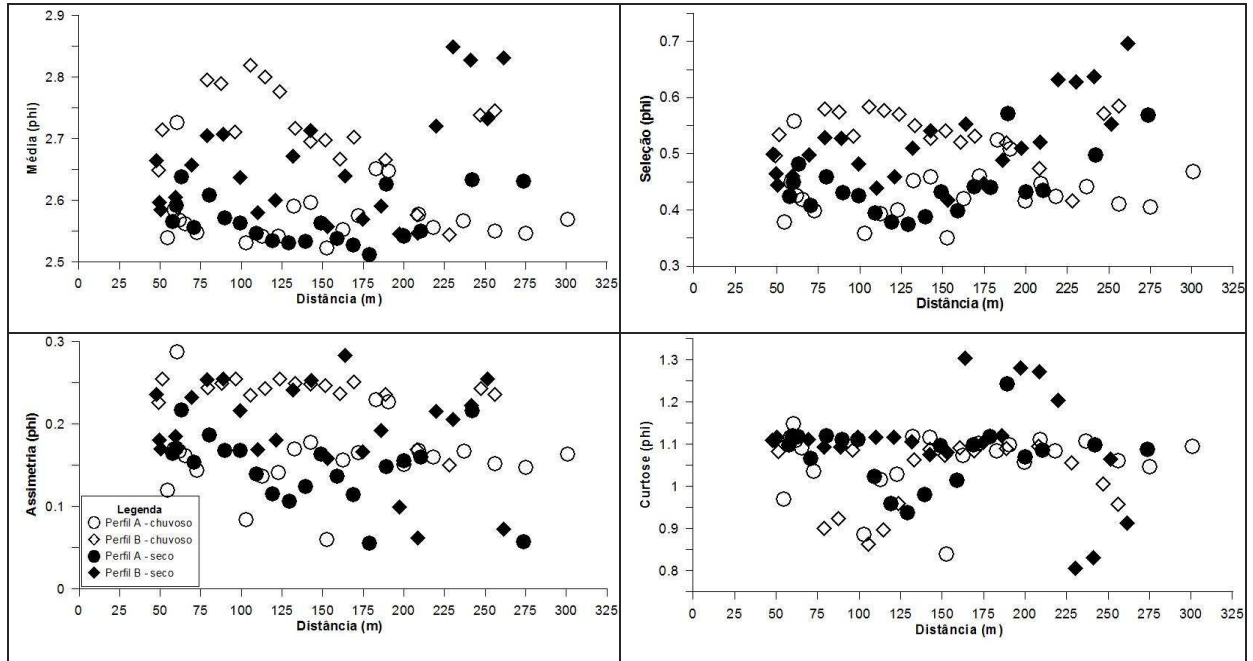 Média (phi)
2.9
2.8
2.7
2.6
2.5
0 25 50 75 100 125 150 175 200 225 250 275 300 325
Distância (m)
Seleção (phi)
0.7
0.6
0.5
0.4
0.3
0 25 50 75 100 125 150 175 200 225 250 275 300 325
Distância (m)
Assimetria (phi)
0.3
0.2
0.1
0
Legenda
Perfil A - chuvoso
Perfil B - chuvoso
Perfil A - seco
Perfil B - seco
0 25 50 75 100 125 150 175 200 225 250 275 300 325
Distância (m)
Curtose (phi)
1.3
1.2
1.1
1
0.9
0.8
0 25 50 75 100 125 150 175 200 225 250 275 300 325
Distância (m)